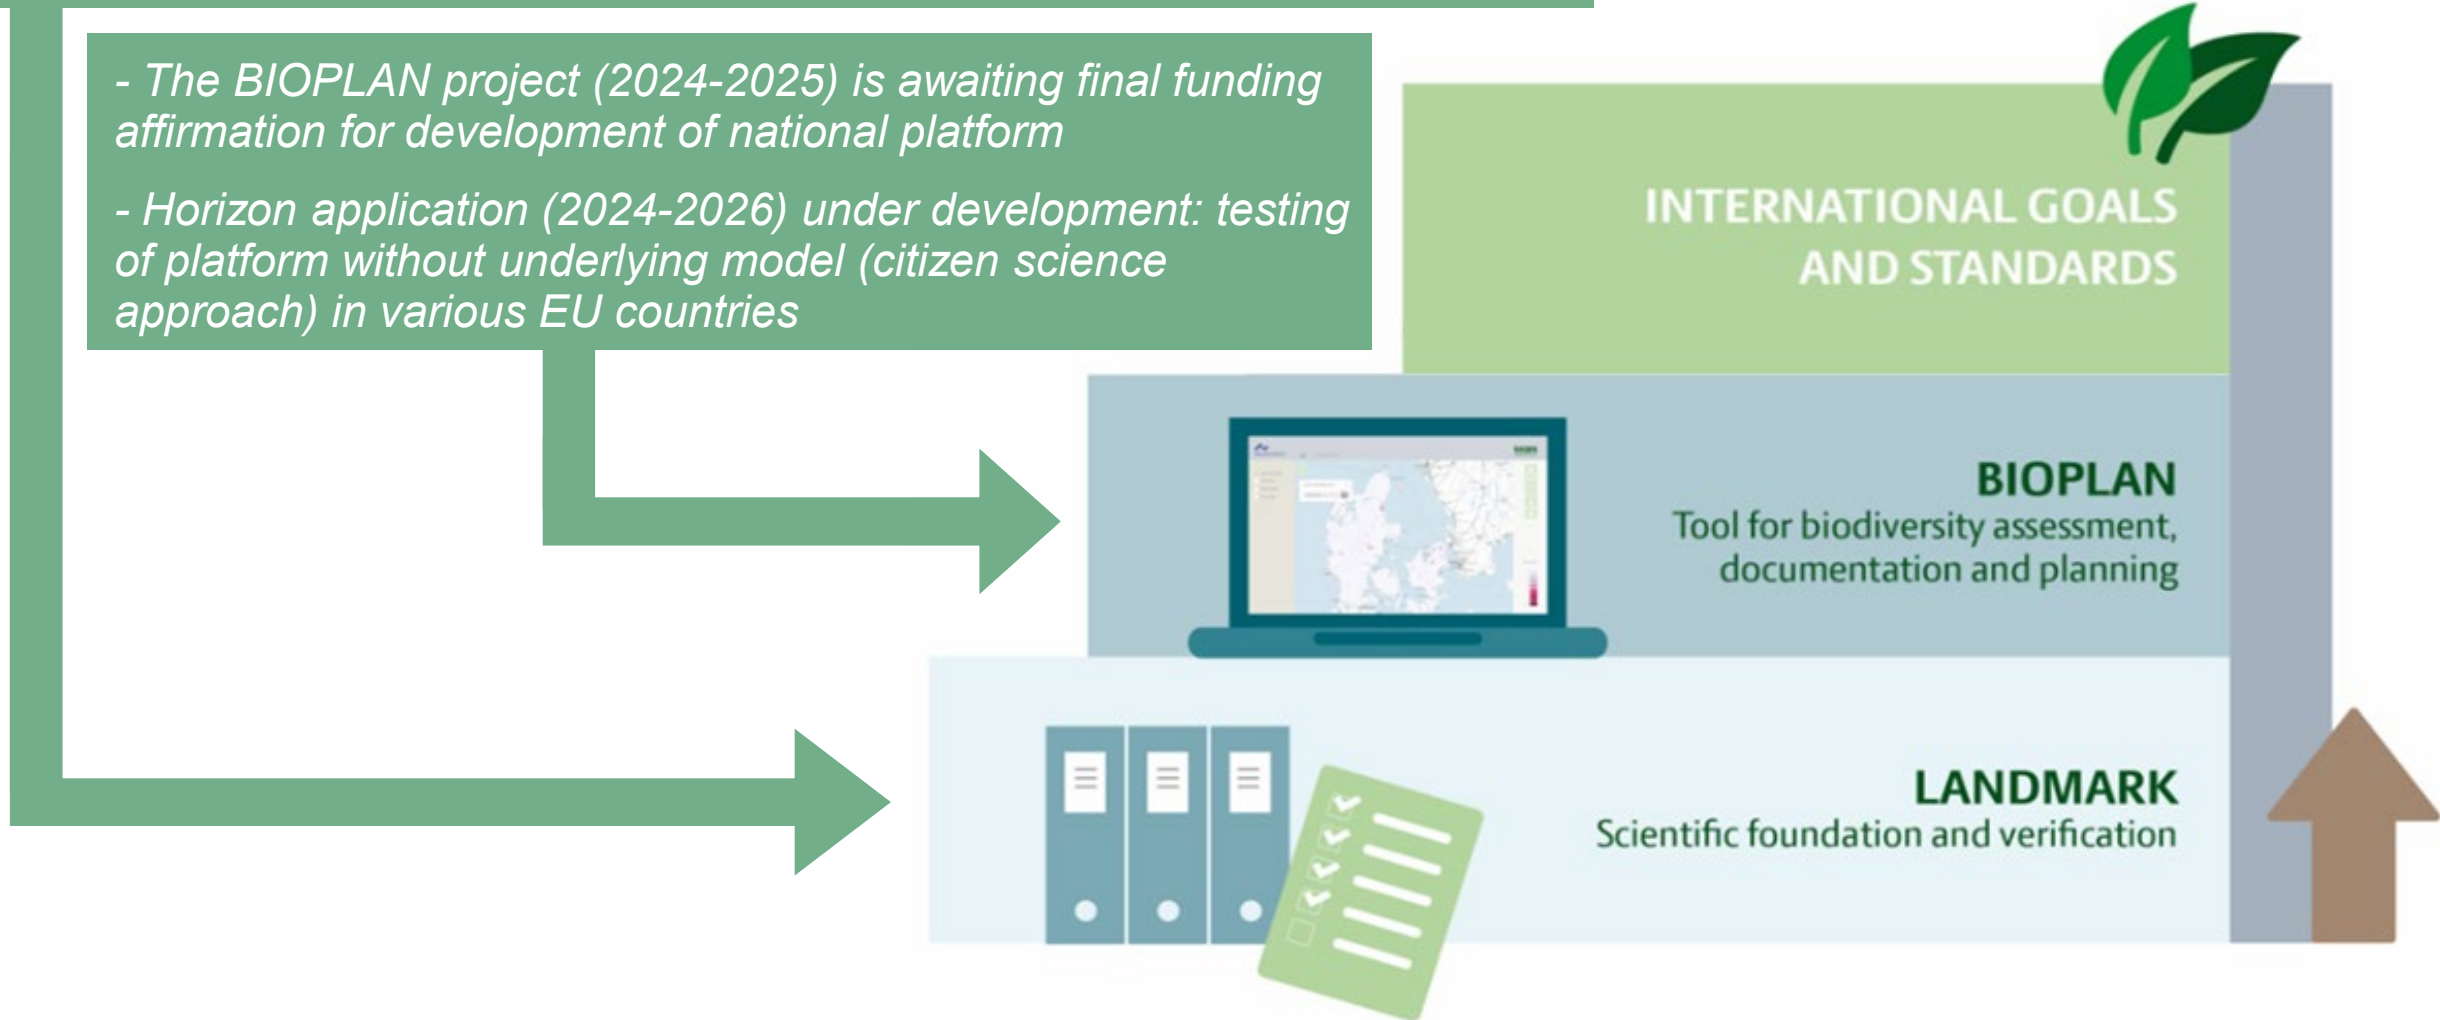 - The BIOPLAN project (2024-2025) is awaiting final funding
affirmation for development of national platform
- Horizon application (2024-2026) under development: testing
of platform without underlying model (citizen science
approach) in various EU countries
INTERNATIONAL GOALS
AND STANDARDS
BIOPLAN
Tool for biodiversity assessment,
documentation and planning
LANDMARK
Scientific foundation and verification